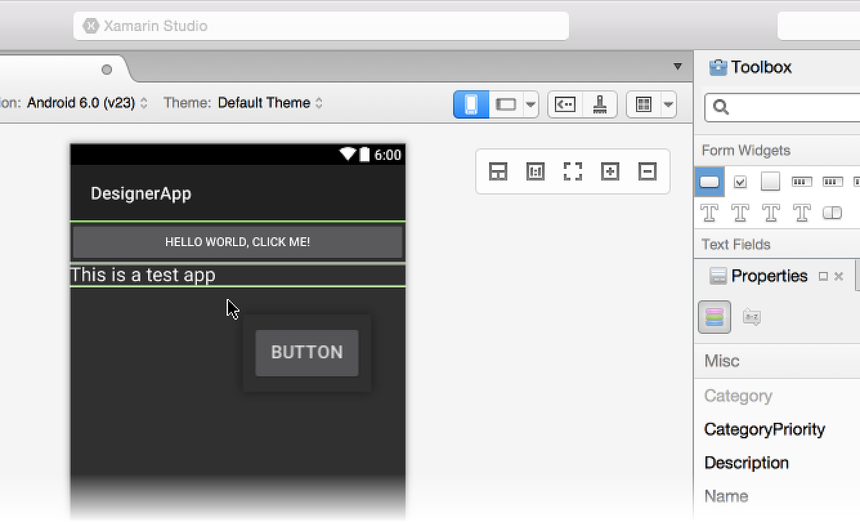 Xamarin Studio
ion: Android 6.0 (v23) Theme: Default Theme
Toolbox
Form Widgets
Text Fields
Properties
Misc
Category
CategoryPriority
Description
Name
6:00
DesignerApp
HELLO WORLD, CLICK ME!
This is a test app
BUTTON